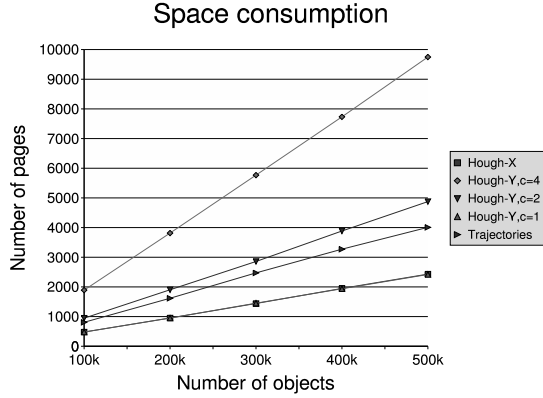 Space consumption
10000
9000
8000
7000
6000
5000
4000
3000
2000
1000
0
Number of pages
100k 200k 300k 400k 500k
Number of objects
Hough-X
Hough-Y,c=4
Hough-Y,c=2
Hough-Y,c=1
Trajectories